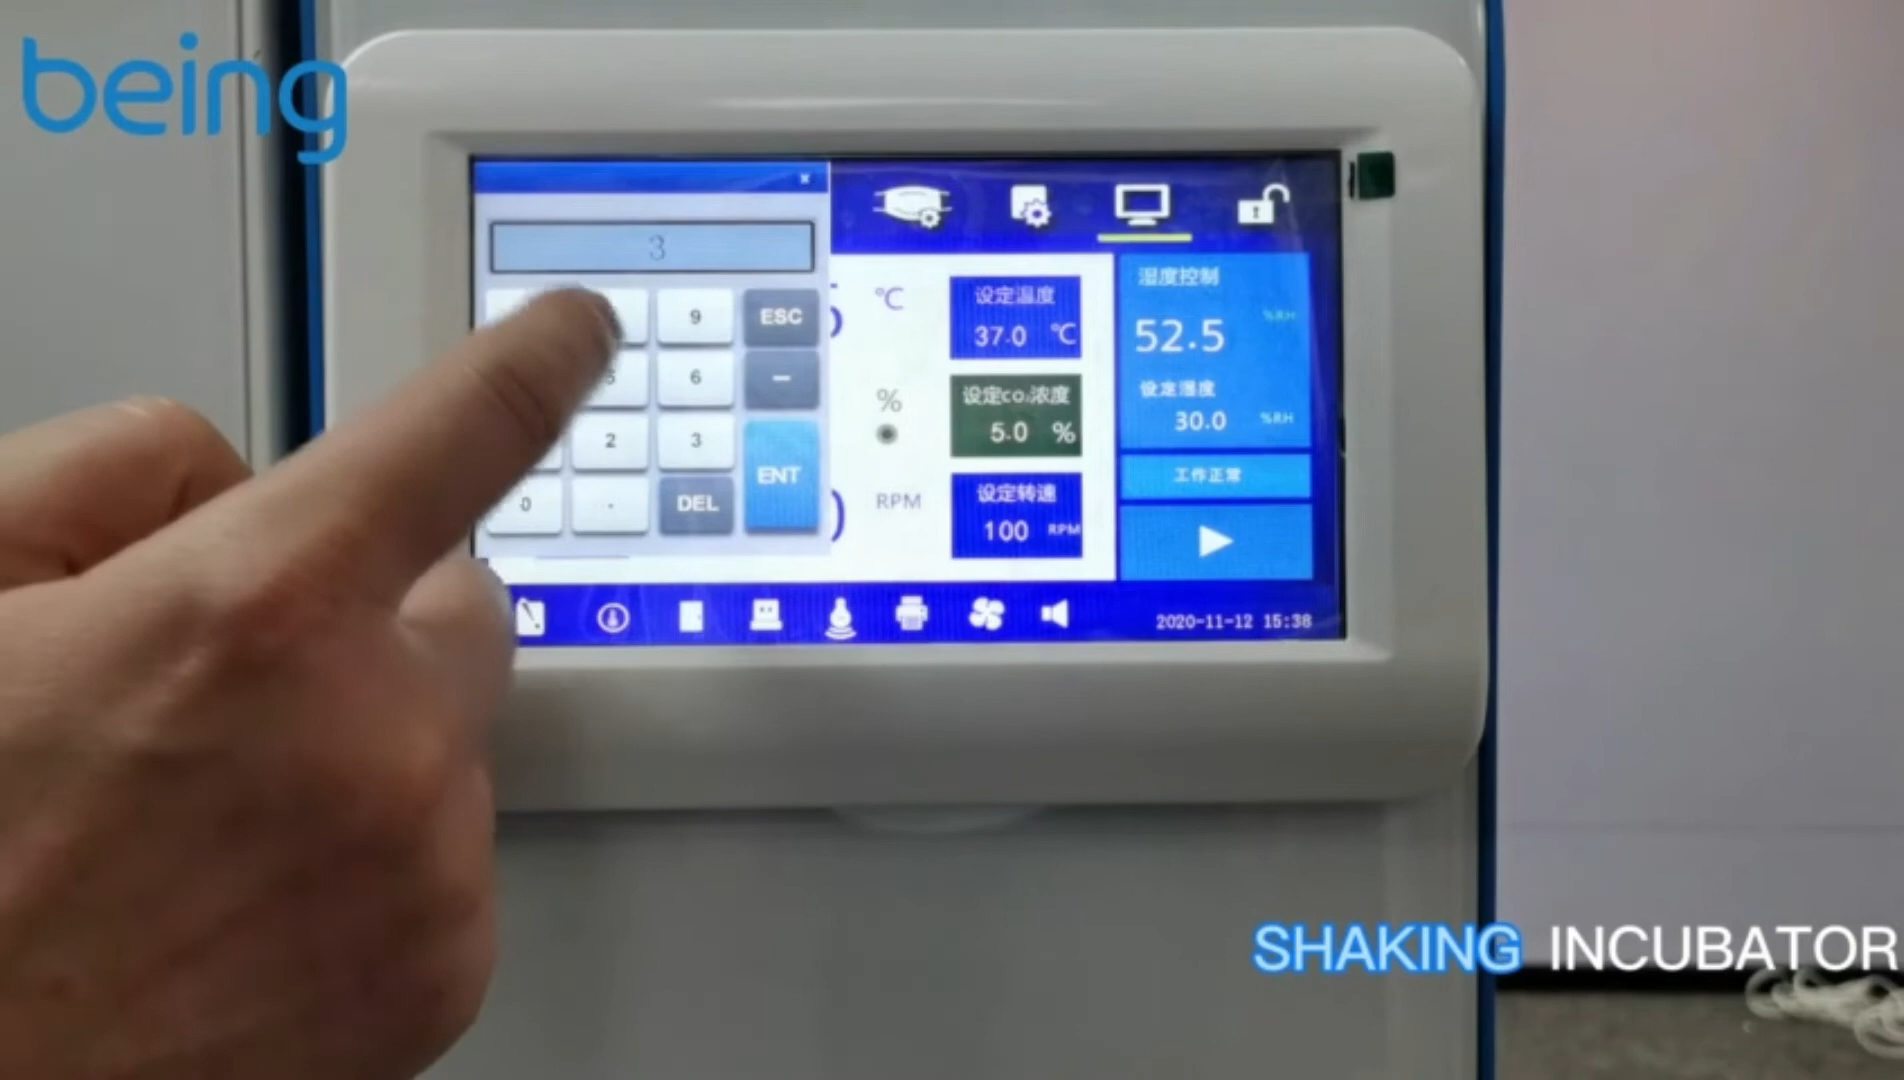 being
3
9 ESC
6 −
2 3 ENT
0 . DEL
℃
%
RPM
设定温度
37.0 ℃
设定co₂浓度
5.0 %
设定转速
100 RPM
湿度控制
%RH
52.5
设定湿度
30.0 %RH
工作正常
2020-11-12 15:38
SHAKING INCUBATOR